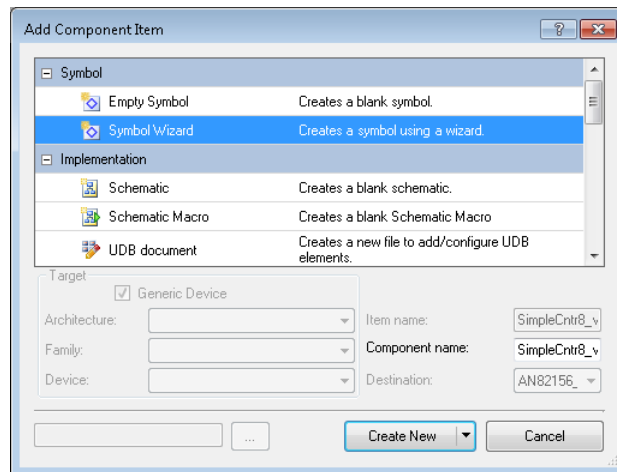 Add Component Item
Symbol
Empty Symbol Creates a blank symbol.
Symbol Wizard Creates a symbol using a wizard.
Implementation
Schematic Creates a blank schematic.
Schematic Macro Creates a blank Schematic Macro
UDB document Creates a new file to add/configure UDB
elements.
Target
Generic Device
Architecture: Item name: SimpleCntr8_v
Family: Component name: SimpleCntr8_v
Device: Destination: AN82156_
... Create New Cancel